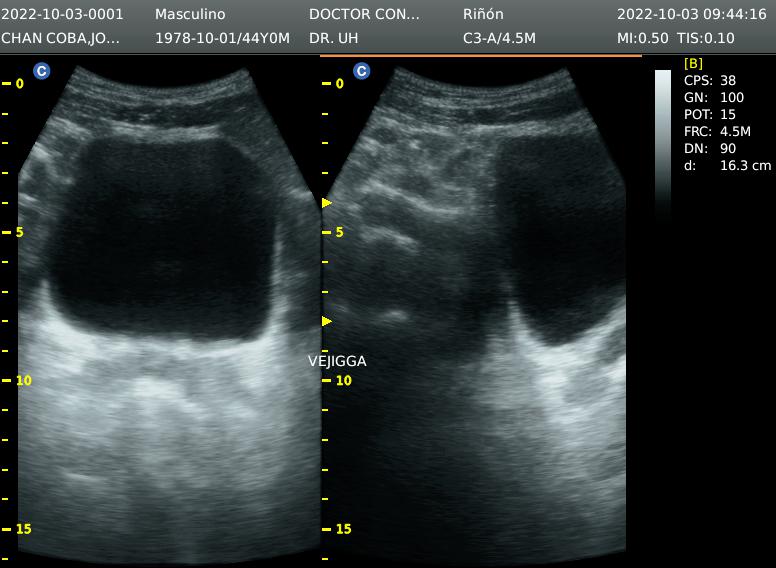 2022-10-03-0001 Masculino DOCTOR CON... Riñón 2022-10-03 09:44:16
CHAN COBA,JO... 1978-10-01/44Y0M DR. UH C3-A/4.5M MI:0.50 TIS:0.10
C
C
[B]
CPS: 38
GN: 100
POT: 15
FRC: 4.5M
DN: 90
d: 16.3 cm
0
5
10
15
0
5
10
15
VEJIGGA